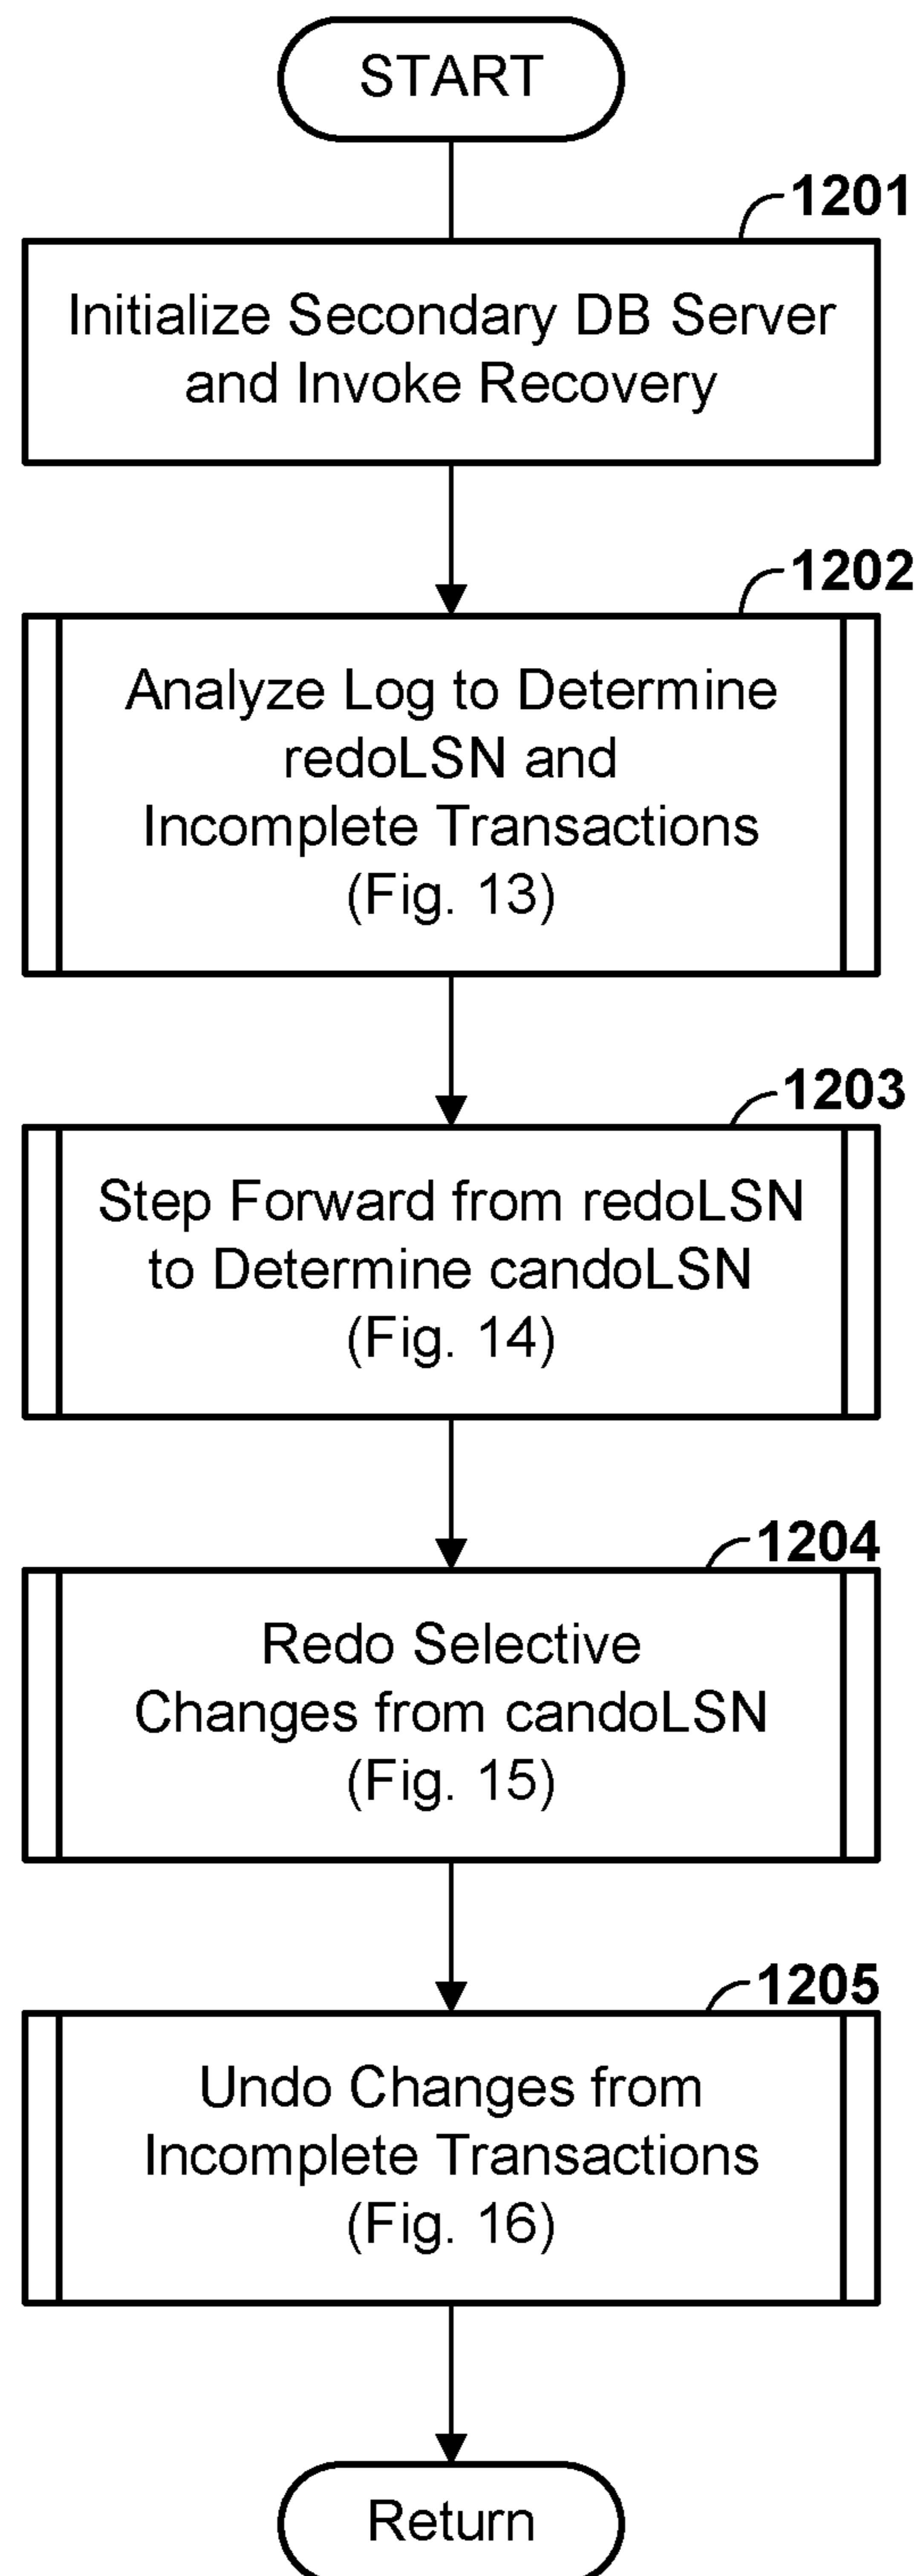 START
1201
Initialize Secondary DB Server
and Invoke Recovery
1202
Analyze Log to Determine
redoLSN and
Incomplete Transactions
(Fig. 13)
1203
Step Forward from redoLSN
to Determine candoLSN
(Fig. 14)
1204
Redo Selective
Changes from candoLSN
(Fig. 15)
1205
Undo Changes from
Incomplete Transactions
(Fig. 16)
Return